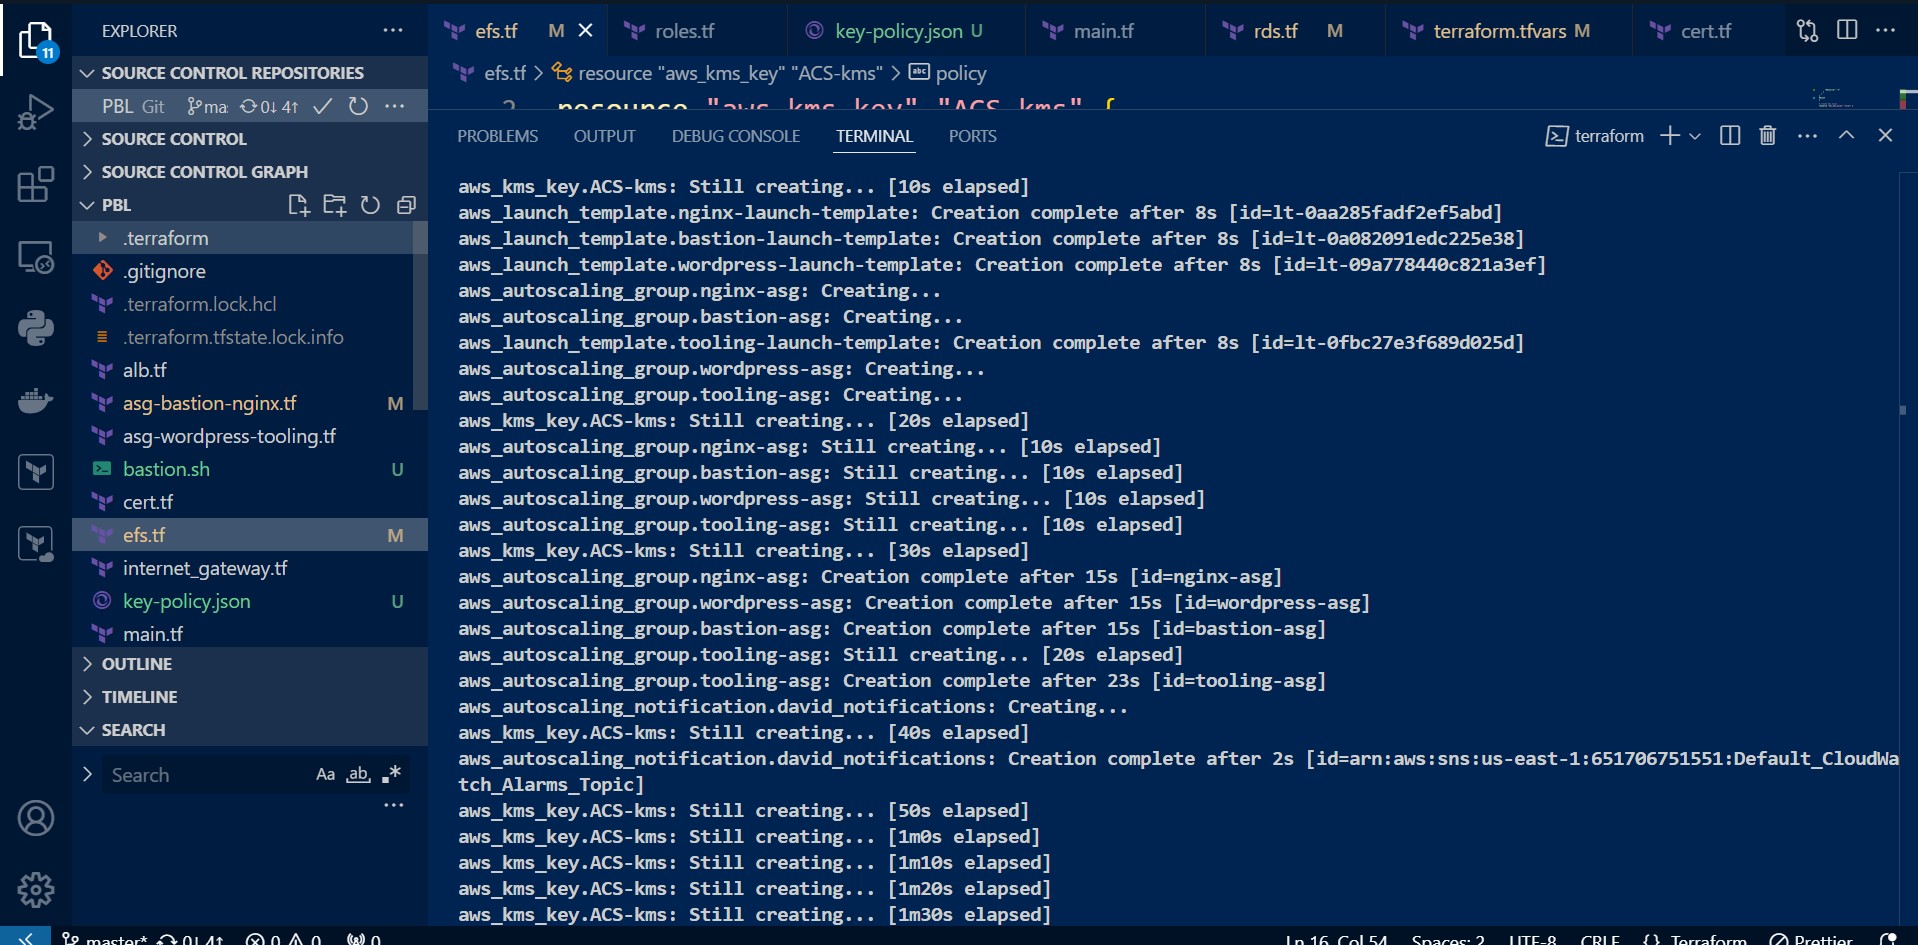 EXPLORER
SOURCE CONTROL REPOSITORIES
PBL Git ma: 0↓ 4↑
SOURCE CONTROL
SOURCE CONTROL GRAPH
PBL
.terraform
.gitignore
.terraform.lock.hcl
.terraform.tfstate.lock.info
alb.tf
asg-bastion-nginx.tf M
asg-wordpress-tooling.tf
bastion.sh U
cert.tf
efs.tf M
internet_gateway.tf
key-policy.json U
main.tf
OUTLINE
TIMELINE
SEARCH
Search Aa ab .*
11
efs.tf M roles.tf key-policy.json U main.tf rds.tf M terraform.tfvars M cert.tf
efs.tf > resource "aws_kms_key" "ACS-kms" > abc policy
2 resource "aws_kms_key" "ACS-kms" {
PROBLEMS OUTPUT DEBUG CONSOLE TERMINAL PORTS terraform
aws_kms_key.ACS-kms: Still creating... [10s elapsed]
aws_launch_template.nginx-launch-template: Creation complete after 8s [id=lt-0aa285fadf2ef5abd]
aws_launch_template.bastion-launch-template: Creation complete after 8s [id=lt-0a082091edc225e38]
aws_launch_template.wordpress-launch-template: Creation complete after 8s [id=lt-09a778440c821a3ef]
aws_autoscaling_group.nginx-asg: Creating...
aws_autoscaling_group.bastion-asg: Creating...
aws_launch_template.tooling-launch-template: Creation complete after 8s [id=lt-0fbc27e3f689d025d]
aws_autoscaling_group.wordpress-asg: Creating...
aws_autoscaling_group.tooling-asg: Creating...
aws_kms_key.ACS-kms: Still creating... [20s elapsed]
aws_autoscaling_group.nginx-asg: Still creating... [10s elapsed]
aws_autoscaling_group.bastion-asg: Still creating... [10s elapsed]
aws_autoscaling_group.wordpress-asg: Still creating... [10s elapsed]
aws_autoscaling_group.tooling-asg: Still creating... [10s elapsed]
aws_kms_key.ACS-kms: Still creating... [30s elapsed]
aws_autoscaling_group.nginx-asg: Creation complete after 15s [id=nginx-asg]
aws_autoscaling_group.wordpress-asg: Creation complete after 15s [id=wordpress-asg]
aws_autoscaling_group.bastion-asg: Creation complete after 15s [id=bastion-asg]
aws_autoscaling_group.tooling-asg: Still creating... [20s elapsed]
aws_autoscaling_group.tooling-asg: Creation complete after 23s [id=tooling-asg]
aws_autoscaling_notification.david_notifications: Creating...
aws_kms_key.ACS-kms: Still creating... [40s elapsed]
aws_autoscaling_notification.david_notifications: Creation complete after 2s [id=arn:aws:sns:us-east-1:651706751551:Default_CloudWa
tch_Alarms_Topic]
aws_kms_key.ACS-kms: Still creating... [50s elapsed]
aws_kms_key.ACS-kms: Still creating... [1m0s elapsed]
aws_kms_key.ACS-kms: Still creating... [1m10s elapsed]
aws_kms_key.ACS-kms: Still creating... [1m20s elapsed]
aws_kms_key.ACS-kms: Still creating... [1m30s elapsed]
master* 0↓ 4↑ 0 0 0 Ln 16, Col 54 Spaces: 2 UTF-8 CRLF {} Terraform Prettier